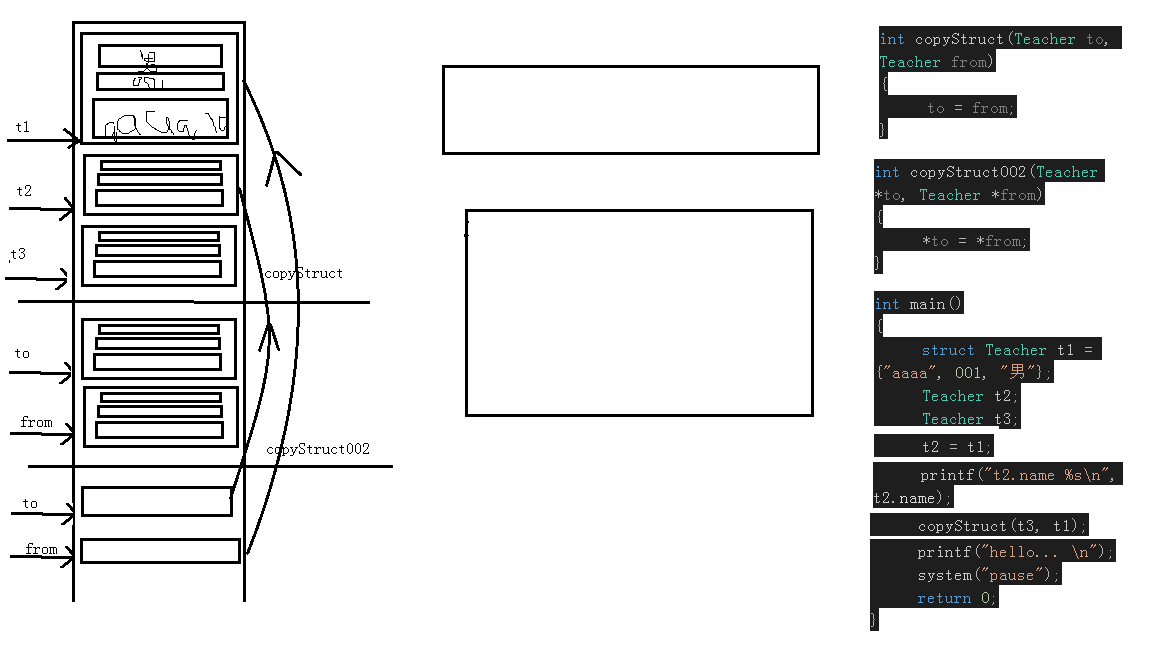 男
001
aaaa \0
t1
t2
t3
copyStruct
to
from
copyStruct002
to
from
int copyStruct(Teacher to,
Teacher from)
{
to = from;
}
int copyStruct002(Teacher
*to, Teacher *from)
{
*to = *from;
}
int main()
{
struct Teacher t1 =
{"aaaa", 001, "男"};
Teacher t2;
Teacher t3;
t2 = t1;
printf("t2.name %s\n",
t2.name);
copyStruct(t3, t1);
printf("hello... \n");
system("pause");
return 0;
}